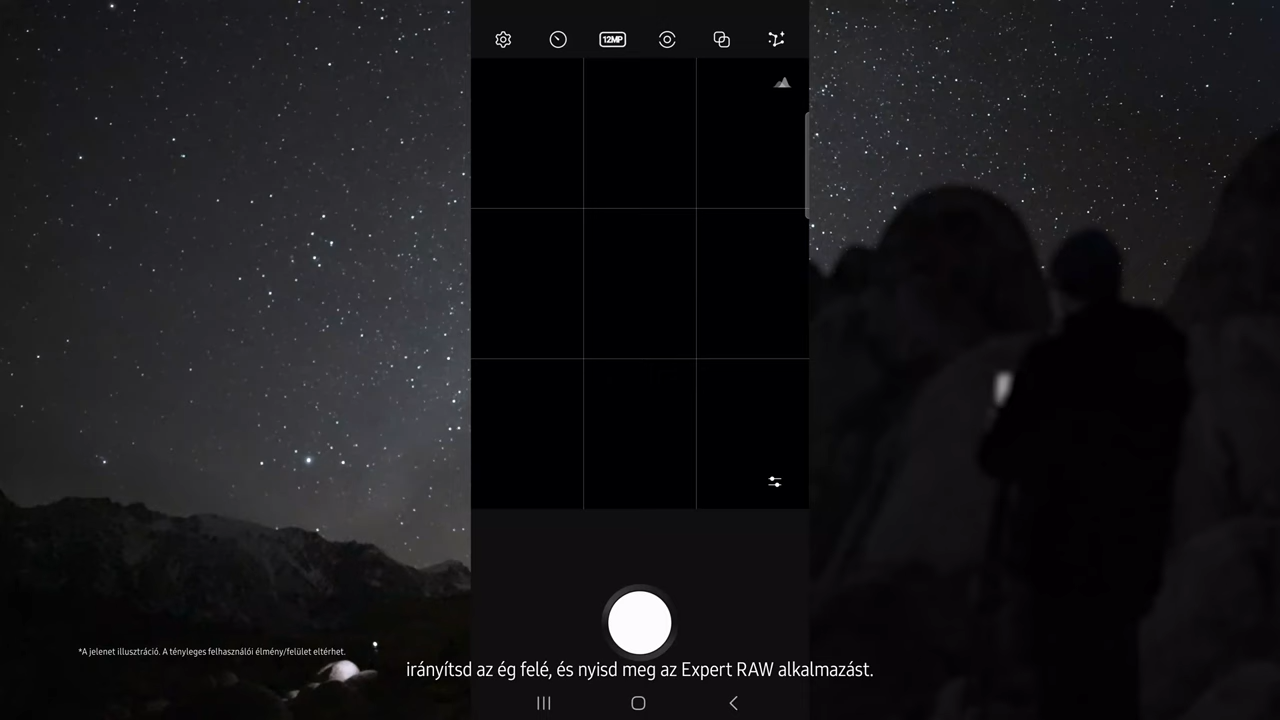 12MP
*A jelenet illusztráció. A tényleges felhasználói élmény/felület eltérhet.
irányítsd az ég felé, és nyisd meg az Expert RAW alkalmazást.